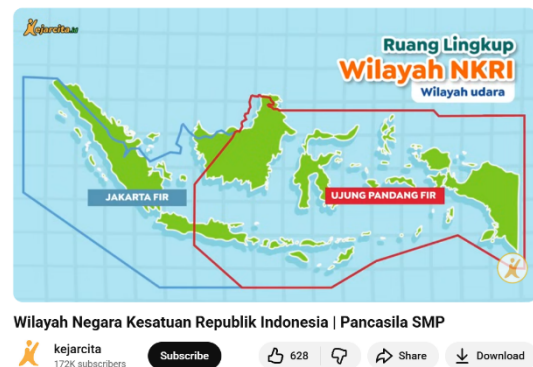 Kejarcita.id
Ruang Lingkup
Wilayah NKRI
Wilayah udara
JAKARTA FIR
UJUNG PANDANG FIR
Wilayah Negara Kesatuan Republik Indonesia | Pancasila SMP
kejarcita
172K subscribers
Subscribe
628
Share
Download